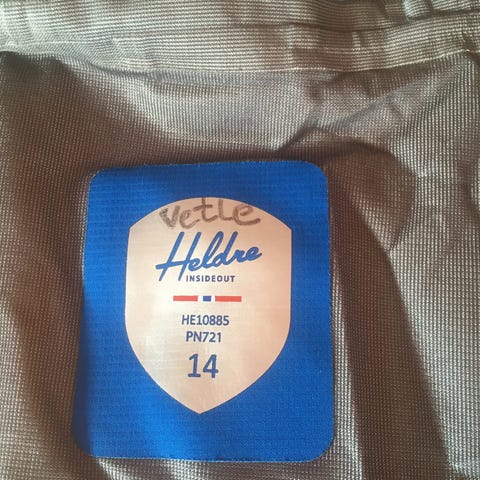 vetle
Heldre
INSIDEOUT
HE10885
PN721
14